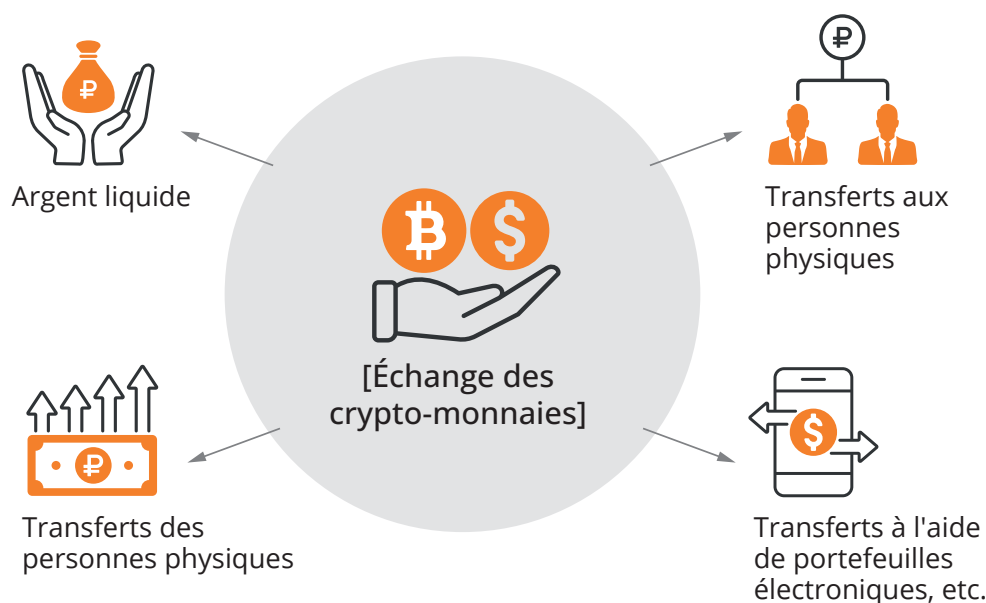 Argent liquide
Transferts aux
personnes
physiques
[Échange des
crypto-monnaies]
Transferts des
personnes physiques
Transferts à l'aide
de portefeuilles
électroniques, etc.